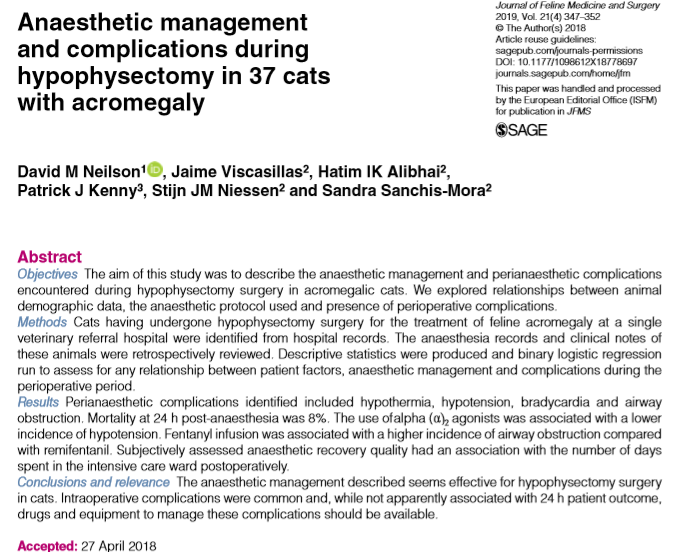 Anaesthetic management
and complications during
hypophysectomy in 37 cats
with acromegaly
Journal of Feline Medicine and Surgery
2019, Vol. 21(4) 347–352
© The Author(s) 2018
Article reuse guidelines:
sagepub.com/journals-permissions
DOI: 10.1177/1098612X18778697
journals.sagepub.com/home/jfm
This paper was handled and processed
by the European Editorial Office (ISFM)
for publication in JFMS
SAGE
David M Neilson¹ iD, Jaime Viscasillas², Hatim IK Alibhai²,
Patrick J Kenny³, Stijn JM Niessen² and Sandra Sanchis-Mora²
Abstract
Objectives The aim of this study was to describe the anaesthetic management and perianaesthetic complications
encountered during hypophysectomy surgery in acromegalic cats. We explored relationships between animal
demographic data, the anaesthetic protocol used and presence of perioperative complications.
Methods Cats having undergone hypophysectomy surgery for the treatment of feline acromegaly at a single
veterinary referral hospital were identified from hospital records. The anaesthesia records and clinical notes of
these animals were retrospectively reviewed. Descriptive statistics were produced and binary logistic regression
run to assess for any relationship between patient factors, anaesthetic management and complications during the
perioperative period.
Results Perianaesthetic complications identified included hypothermia, hypotension, bradycardia and airway
obstruction. Mortality at 24 h post-anaesthesia was 8%. The use ofalpha (α)₂ agonists was associated with a lower
incidence of hypotension. Fentanyl infusion was associated with a higher incidence of airway obstruction compared
with remifentanil. Subjectively assessed anaesthetic recovery quality had an association with the number of days
spent in the intensive care ward postoperatively.
Conclusions and relevance The anaesthetic management described seems effective for hypophysectomy surgery
in cats. Intraoperative complications were common and, while not apparently associated with 24 h patient outcome,
drugs and equipment to manage these complications should be available.
Accepted: 27 April 2018